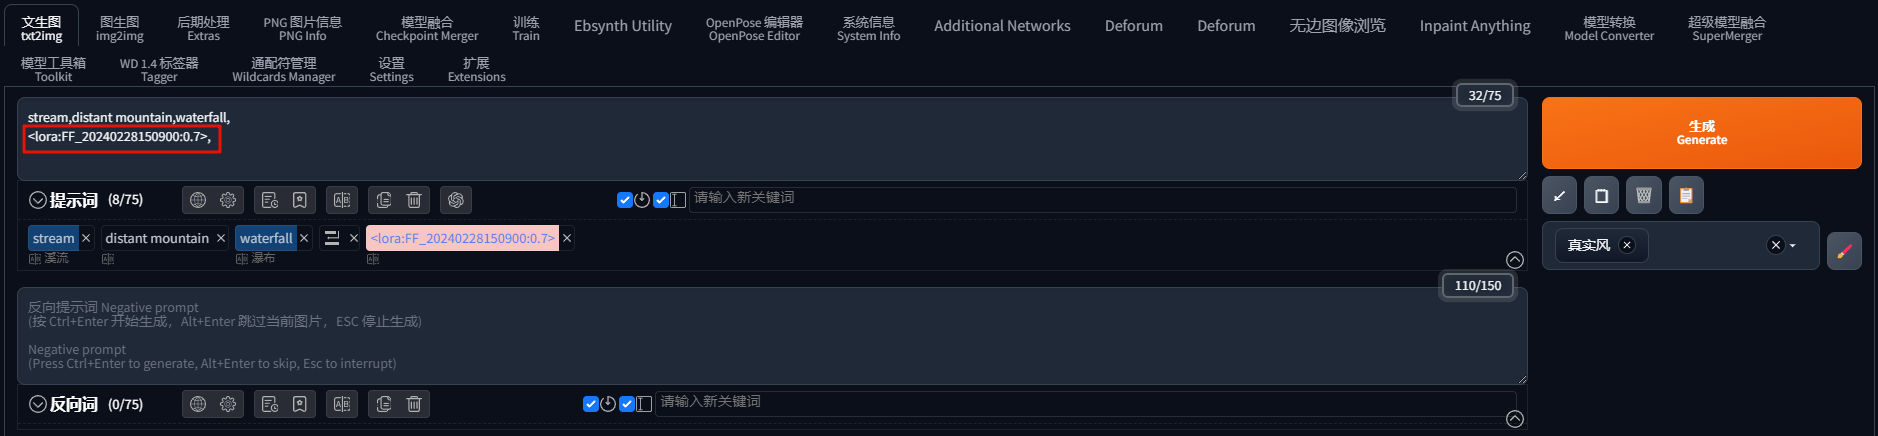 文生图 图生图 后期处理 PNG 图片信息 模型融合 训练 Ebsynth Utility OpenPose 编辑器 系统信息 Additional Networks Deforum Deforum 无边图像浏览 Inpaint Anything 模型转换 超级模型融合
txt2img img2img Extras PNG Info Checkpoint Merger Train OpenPose Editor System Info Model Converter SuperMerger
模型工具箱 WD 1.4 标签器 通配符管理 设置 扩展
Toolkit Tagger Wildcards Manager Settings Extensions
32/75
stream,distant mountain,waterfall,
<lora:FF_20240228150900:0.7>,
生成
Generate
提示词 (8/75) 请输入新关键词
stream × distant mountain × waterfall × × <lora:FF_20240228150900:0.7> ×
溪流 瀑布
真实风 ×
110/150
反向提示词 Negative prompt
(按 Ctrl+Enter 开始生成，Alt+Enter 跳过当前图片，ESC 停止生成)
Negative prompt
(Press Ctrl+Enter to generate, Alt+Enter to skip, Esc to interrupt)
反向词 (0/75) 请输入新关键词